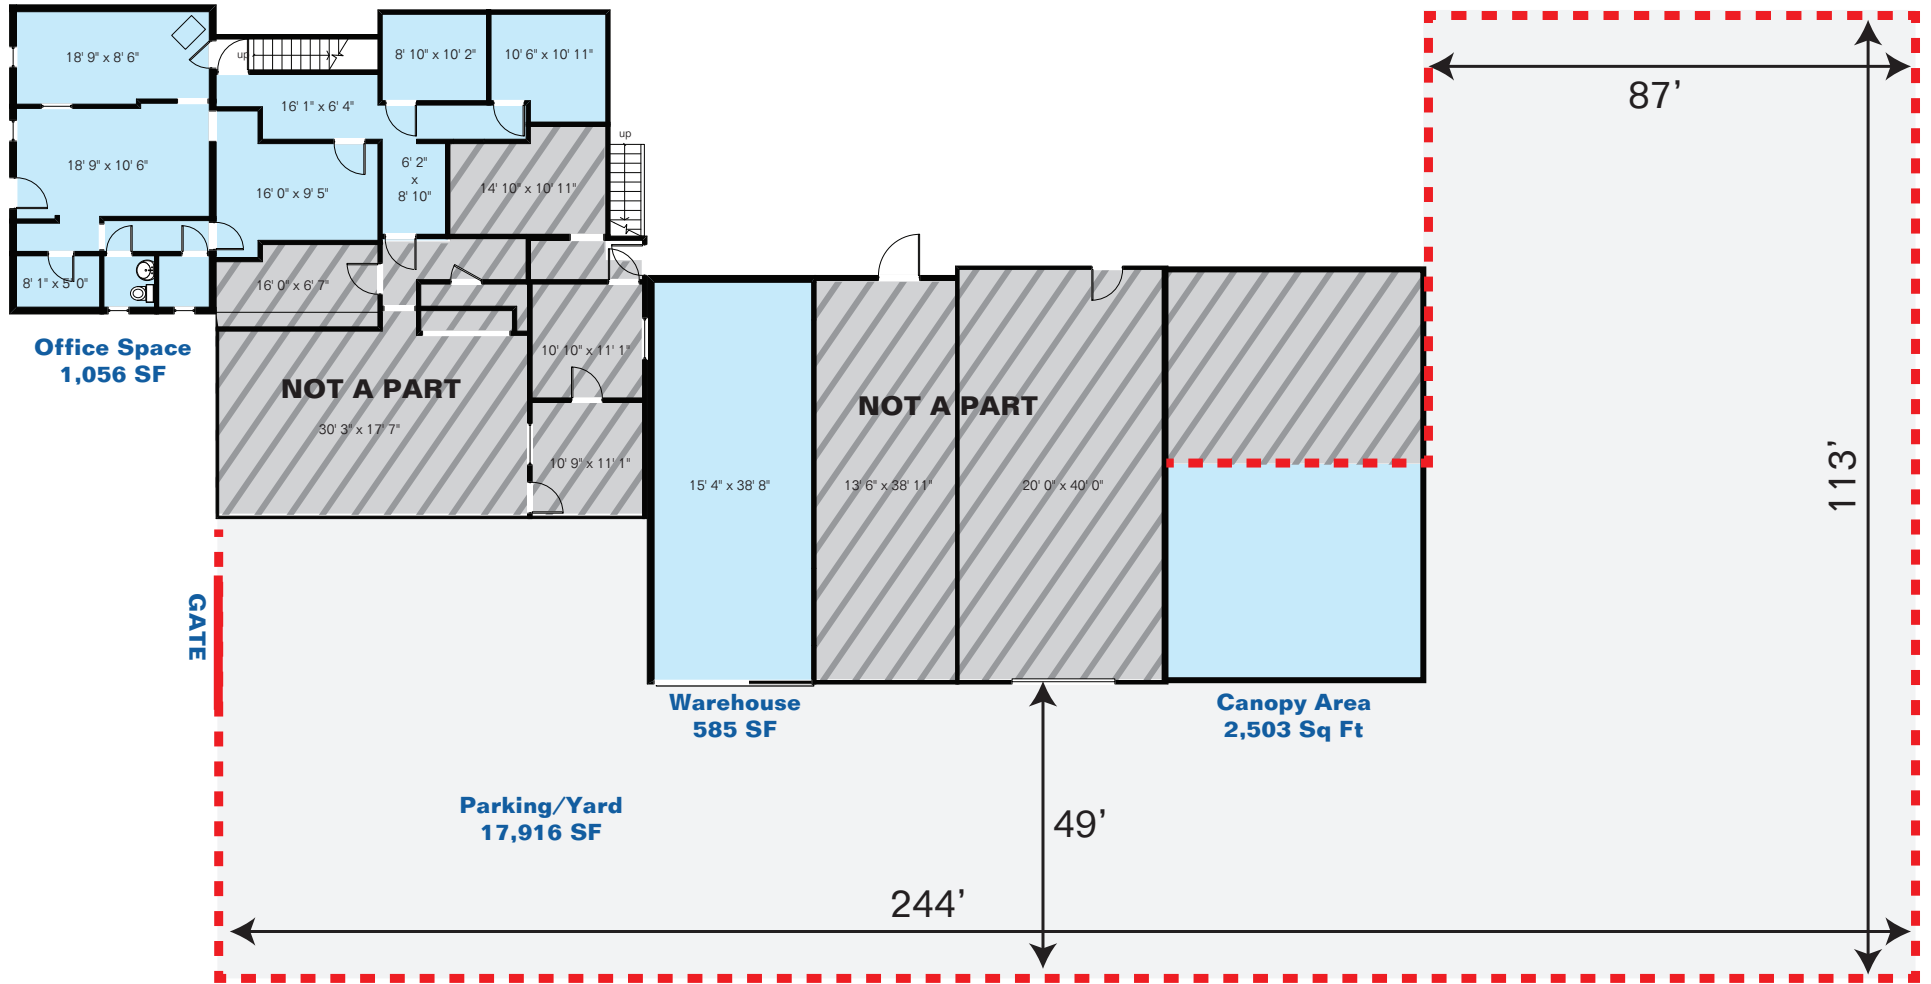 18' 9" x 8' 6"
up
8' 10" x 10' 2"
10' 6" x 10' 11"
16' 1" x 6' 4"
up
18' 9" x 10' 6"
16' 0" x 9' 5"
6' 2"
x
8' 10"
14' 10" x 10' 11"
8' 1" x 5' 0"
16' 0" x 6' 7"
Office Space
1,056 SF
NOT A PART
30' 3" x 17' 7"
10' 10" x 11' 1"
10' 9" x 11' 1"
NOT A PART
15' 4" x 38' 8"
13' 6" x 38' 11"
20' 0" x 40' 0"
87’
113’
GATE
Warehouse
585 SF
Canopy Area
2,503 Sq Ft
Parking/Yard
17,916 SF
49’
244’